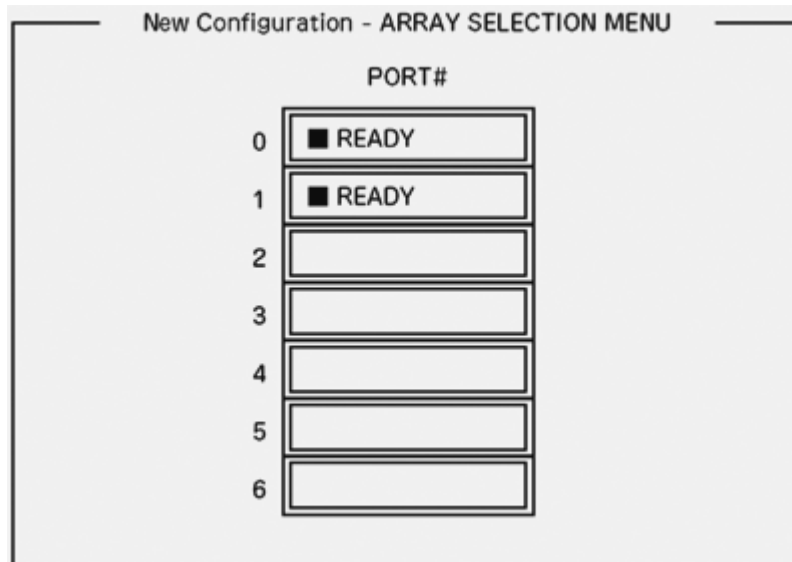 New Configuration - ARRAY SELECTION MENU
PORT#
0 ■ READY
1 ■ READY
2
3
4
5
6